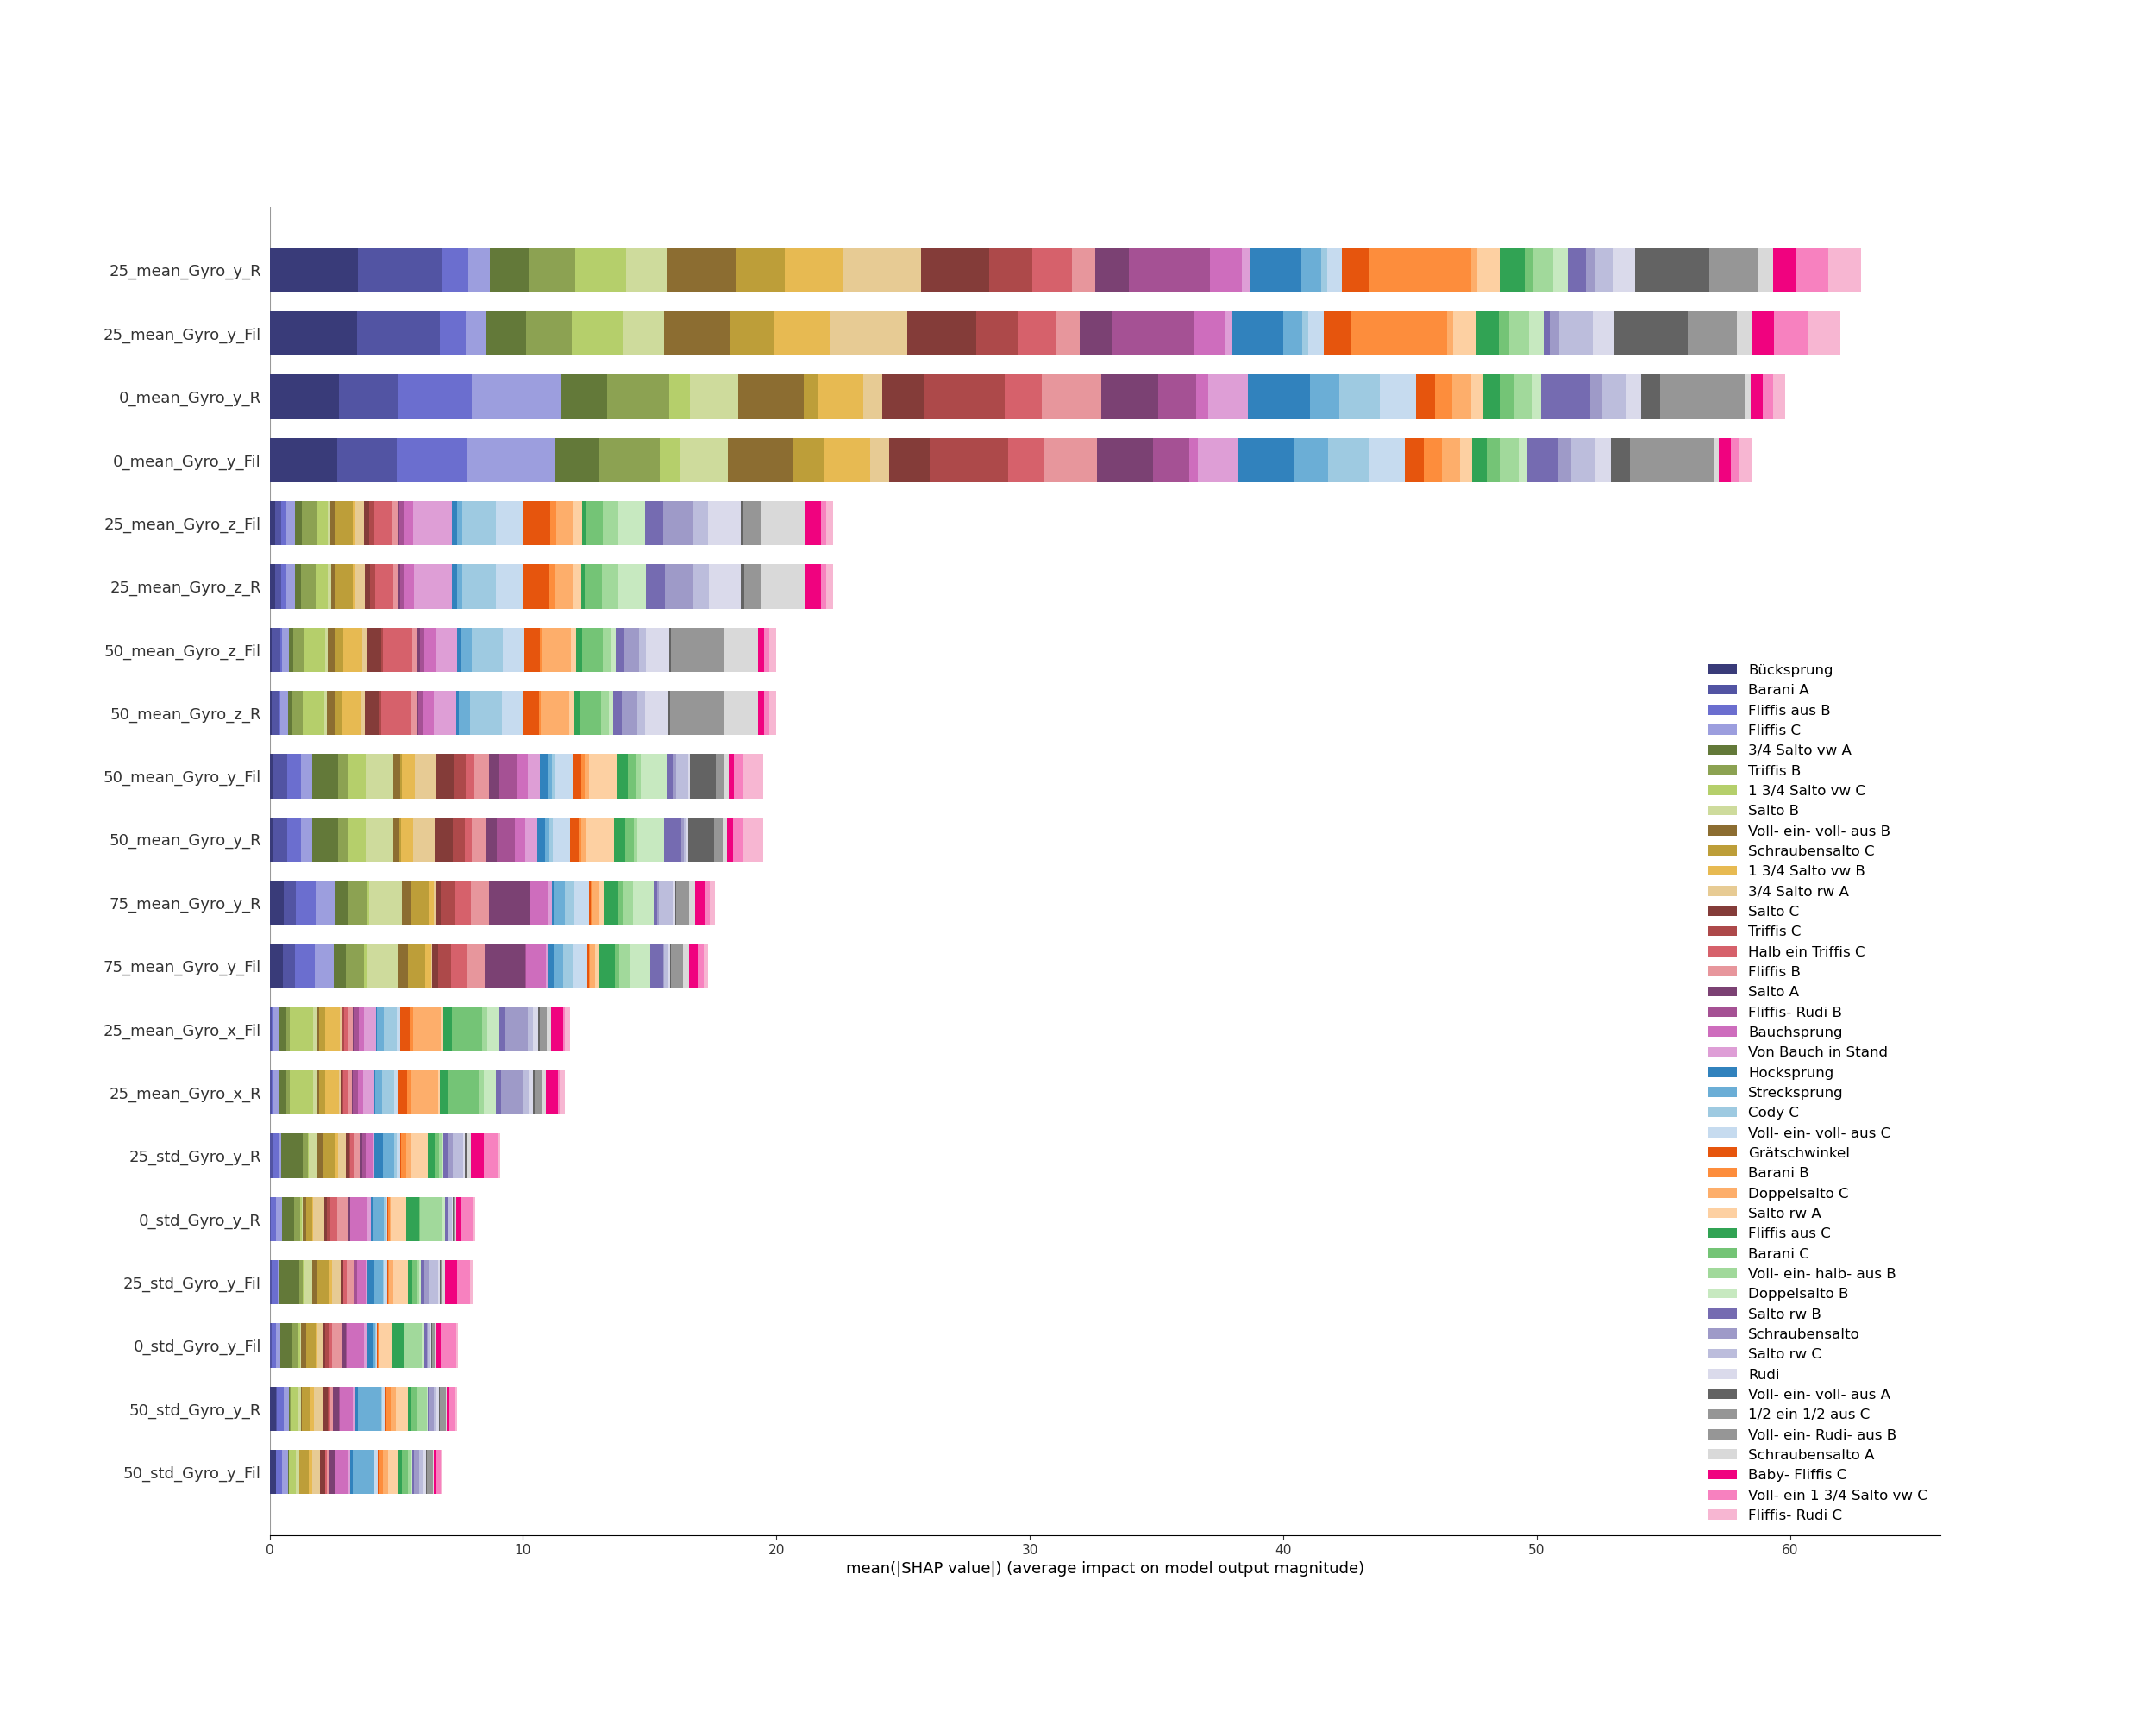 25_mean_Gyro_y_R
25_mean_Gyro_y_Fil
0_mean_Gyro_y_R
0_mean_Gyro_y_Fil
25_mean_Gyro_z_Fil
25_mean_Gyro_z_R
50_mean_Gyro_z_Fil
50_mean_Gyro_z_R
50_mean_Gyro_y_Fil
50_mean_Gyro_y_R
75_mean_Gyro_y_R
75_mean_Gyro_y_Fil
25_mean_Gyro_x_Fil
25_mean_Gyro_x_R
25_std_Gyro_y_R
0_std_Gyro_y_R
25_std_Gyro_y_Fil
0_std_Gyro_y_Fil
50_std_Gyro_y_R
50_std_Gyro_y_Fil
Bücksprung
Barani A
Fliffis aus B
Fliffis C
3/4 Salto vw A
Triffis B
1 3/4 Salto vw C
Salto B
Voll- ein- voll- aus B
Schraubensalto C
1 3/4 Salto vw B
3/4 Salto rw A
Salto C
Triffis C
Halb ein Triffis C
Fliffis B
Salto A
Fliffis- Rudi B
Bauchsprung
Von Bauch in Stand
Hocksprung
Strecksprung
Cody C
Voll- ein- voll- aus C
Grätschwinkel
Barani B
Doppelsalto C
Salto rw A
Fliffis aus C
Barani C
Voll- ein- halb- aus B
Doppelsalto B
Salto rw B
Schraubensalto
Salto rw C
Rudi
Voll- ein- voll- aus A
1/2 ein 1/2 aus C
Voll- ein- Rudi- aus B
Schraubensalto A
Baby- Fliffis C
Voll- ein 1 3/4 Salto vw C
Fliffis- Rudi C
0 10 20 30 40 50 60
mean(|SHAP value|) (average impact on model output magnitude)